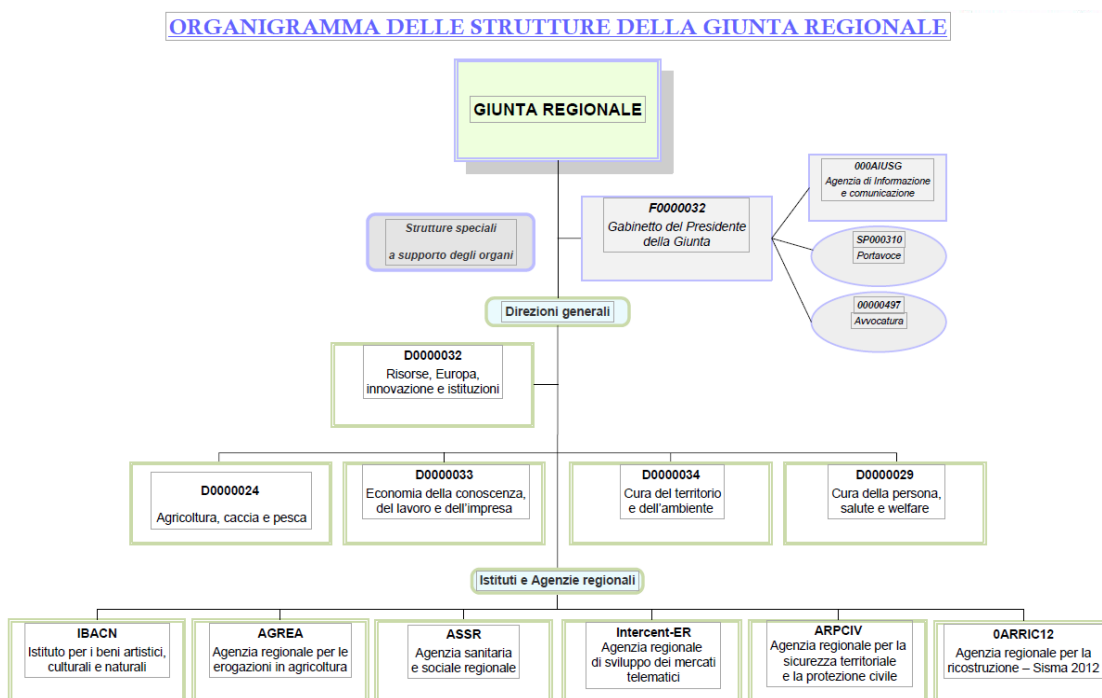 ORGANIGRAMMA DELLE STRUTTURE DELLA GIUNTA REGIONALE
GIUNTA REGIONALE
000AIUSG
Agenzia di Informazione
e comunicazione
F0000032
Gabinetto del Presidente
della Giunta
Strutture speciali
a supporto degli organi
SP000310
Portavoce
00000497
Avvocatura
Direzioni generali
D0000032
Risorse, Europa,
innovazione e istituzioni
D0000024
Agricoltura, caccia e pesca
D0000033
Economia della conoscenza,
del lavoro e dell'impresa
D0000034
Cura del territorio
e dell'ambiente
D0000029
Cura della persona,
salute e welfare
Istituti e Agenzie regionali
IBACN
Istituto per i beni artistici,
culturali e naturali
AGREA
Agenzia regionale per le
erogazioni in agricoltura
ASSR
Agenzia sanitaria
e sociale regionale
Intercent-ER
Agenzia regionale
di sviluppo dei mercati
telematici
ARPCIV
Agenzia regionale per la
sicurezza territoriale
e la protezione civile
0ARRIC12
Agenzia regionale per la
ricostruzione – Sisma 2012